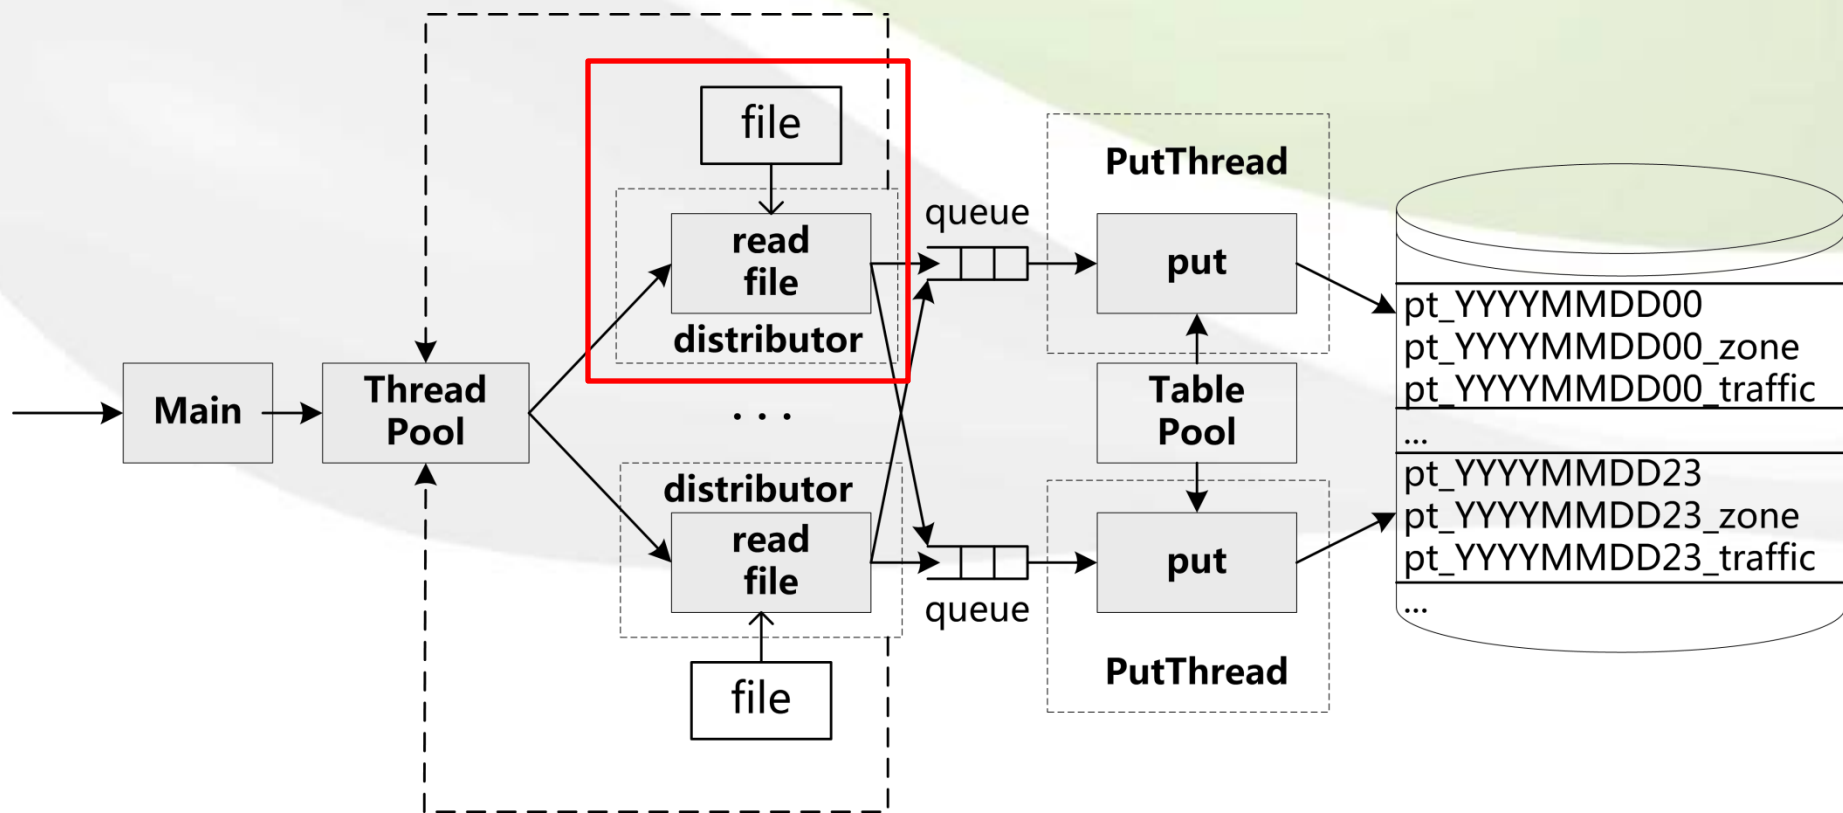 file
read
file
distributor
queue
PutThread
put
pt_YYYYMMDD00
pt_YYYYMMDD00_zone
pt_YYYYMMDD00_traffic
Main
Thread
Pool
. . .
Table
Pool
...
distributor
read
file
file
queue
put
PutThread
pt_YYYYMMDD23
pt_YYYYMMDD23_zone
pt_YYYYMMDD23_traffic
...